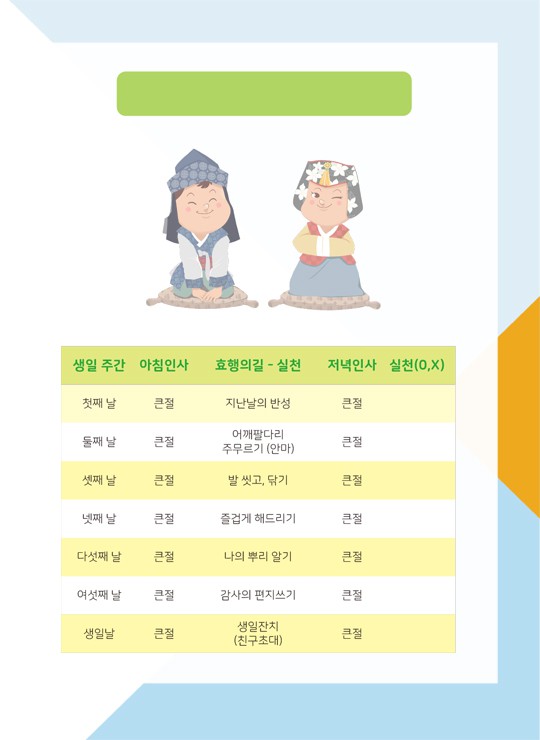 생일 주간 아침인사 효행의길 - 실천 저녁인사 실천(O,X)
첫째 날 큰절 지난날의 반성 큰절
둘째 날 큰절 어깨팔다리 주무르기 (안마) 큰절
셋째 날 큰절 발 씻고, 닦기 큰절
넷째 날 큰절 즐겁게 해드리기 큰절
다섯째 날 큰절 나의 뿌리 알기 큰절
여섯째 날 큰절 감사의 편지쓰기 큰절
생일날 큰절 생일잔치 (친구초대) 큰절